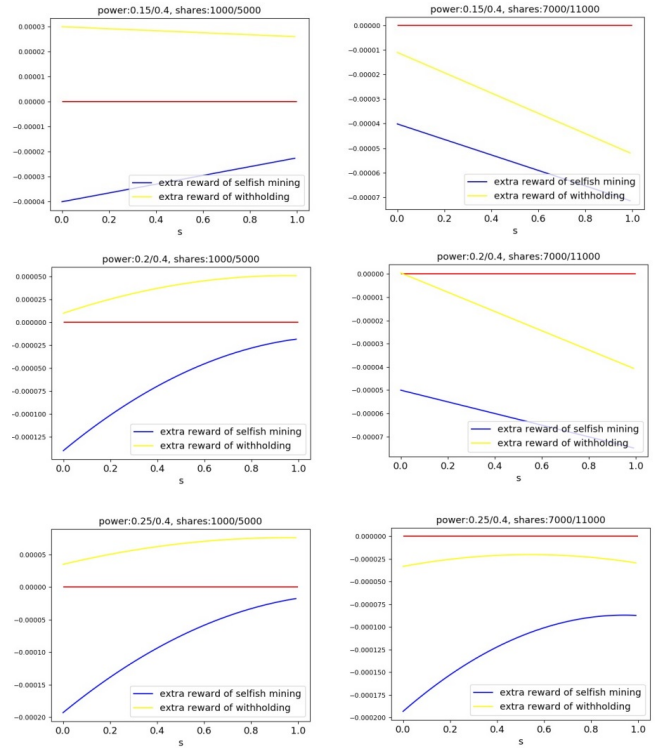 power:0.15/0.4, shares:1000/5000
0.00003
0.00002
0.00001
0.00000
−0.00001
−0.00002
−0.00003
−0.00004
extra reward of selfish mining
extra reward of withholding
0.0 0.2 0.4 0.6 0.8 1.0
s
power:0.15/0.4, shares:7000/11000
0.00000
−0.00001
−0.00002
−0.00003
−0.00004
−0.00005
−0.00006
−0.00007
extra reward of selfish mining
extra reward of withholding
0.0 0.2 0.4 0.6 0.8 1.0
s
power:0.2/0.4, shares:1000/5000
0.000050
0.000025
0.000000
−0.000025
−0.000050
−0.000075
−0.000100
−0.000125
extra reward of selfish mining
extra reward of withholding
0.0 0.2 0.4 0.6 0.8 1.0
s
power:0.2/0.4, shares:7000/11000
0.00000
−0.00001
−0.00002
−0.00003
−0.00004
−0.00005
−0.00006
−0.00007
extra reward of selfish mining
extra reward of withholding
0.0 0.2 0.4 0.6 0.8 1.0
s
power:0.25/0.4, shares:1000/5000
0.00005
0.00000
−0.00005
−0.00010
−0.00015
−0.00020
extra reward of selfish mining
extra reward of withholding
0.0 0.2 0.4 0.6 0.8 1.0
s
power:0.25/0.4, shares:7000/11000
0.000000
−0.000025
−0.000050
−0.000075
−0.000100
−0.000125
−0.000150
−0.000175
−0.000200
extra reward of selfish mining
extra reward of withholding
0.0 0.2 0.4 0.6 0.8 1.0
s